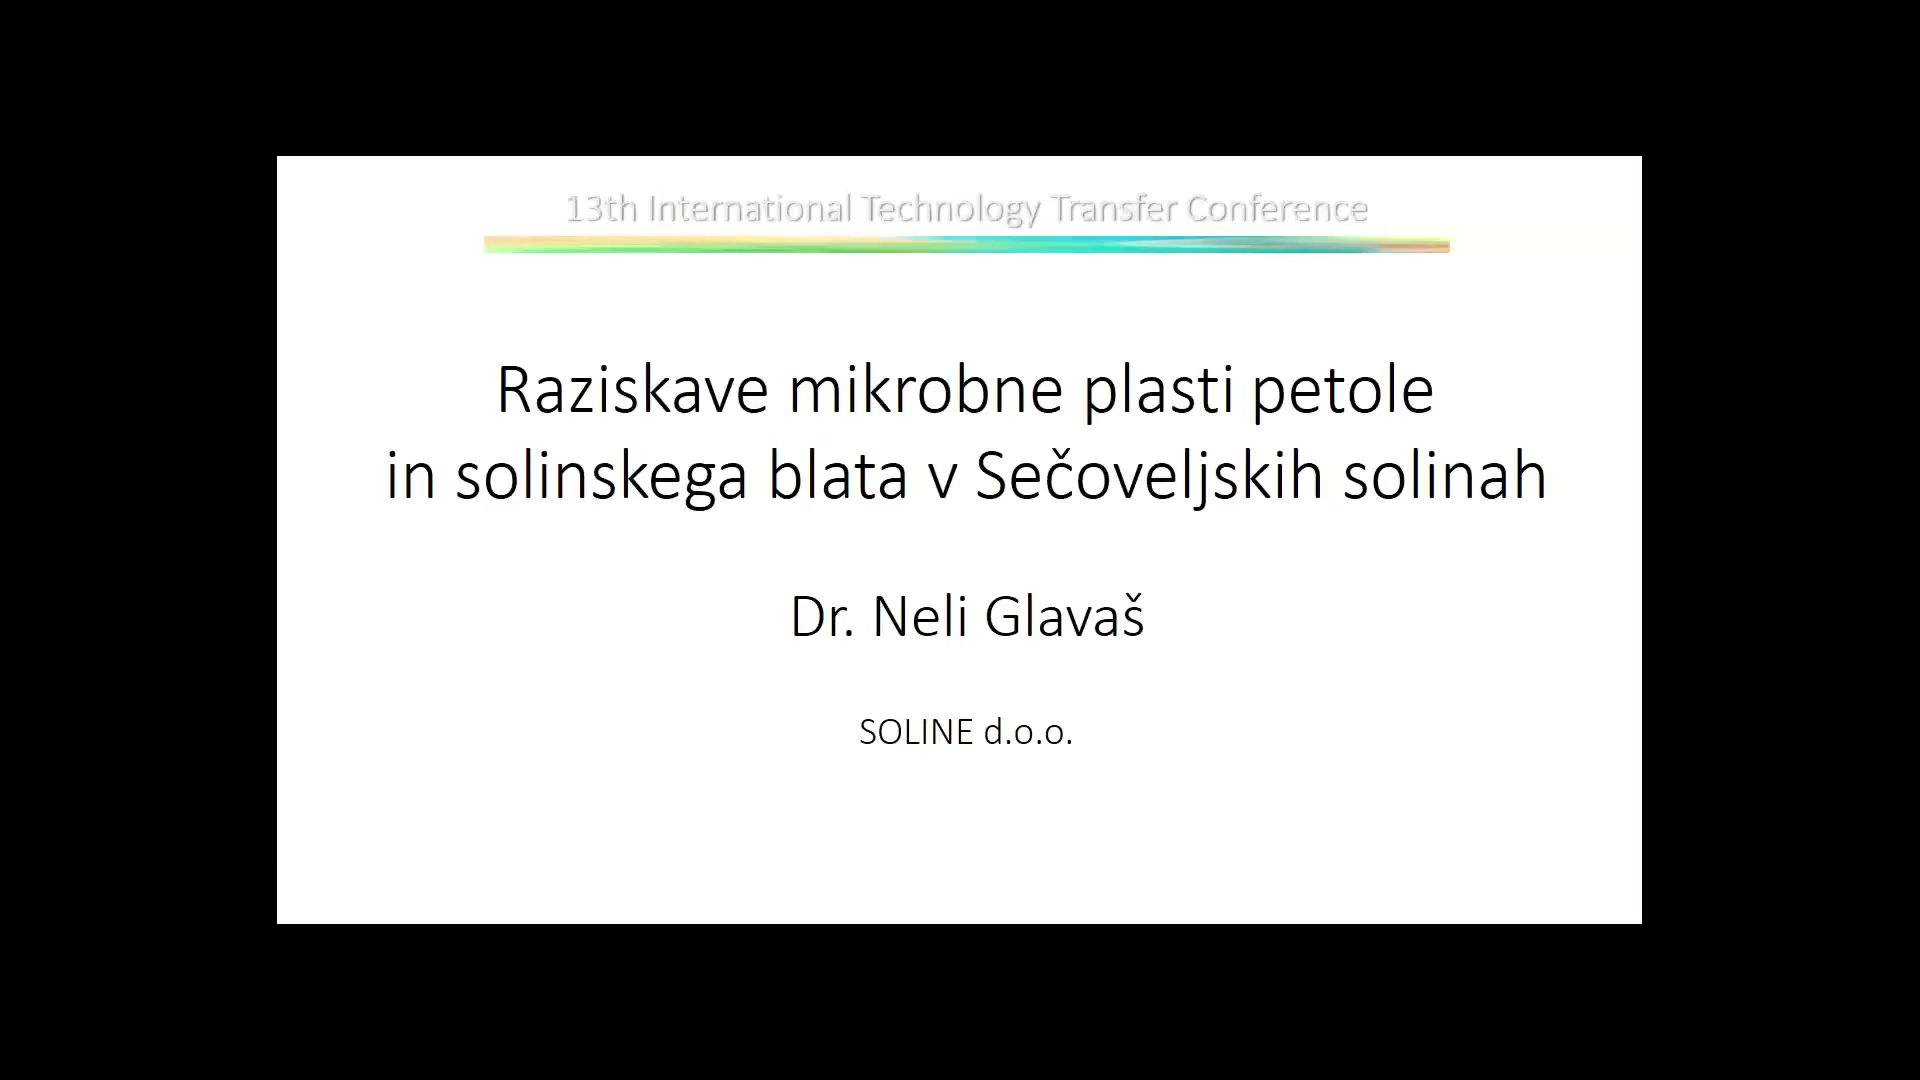 13th International Technology Transfer Conference
Raziskave mikrobne plasti petole
in solinskega blata v Sečoveljskih solinah
Dr. Neli Glavaš
SOLINE d.o.o.